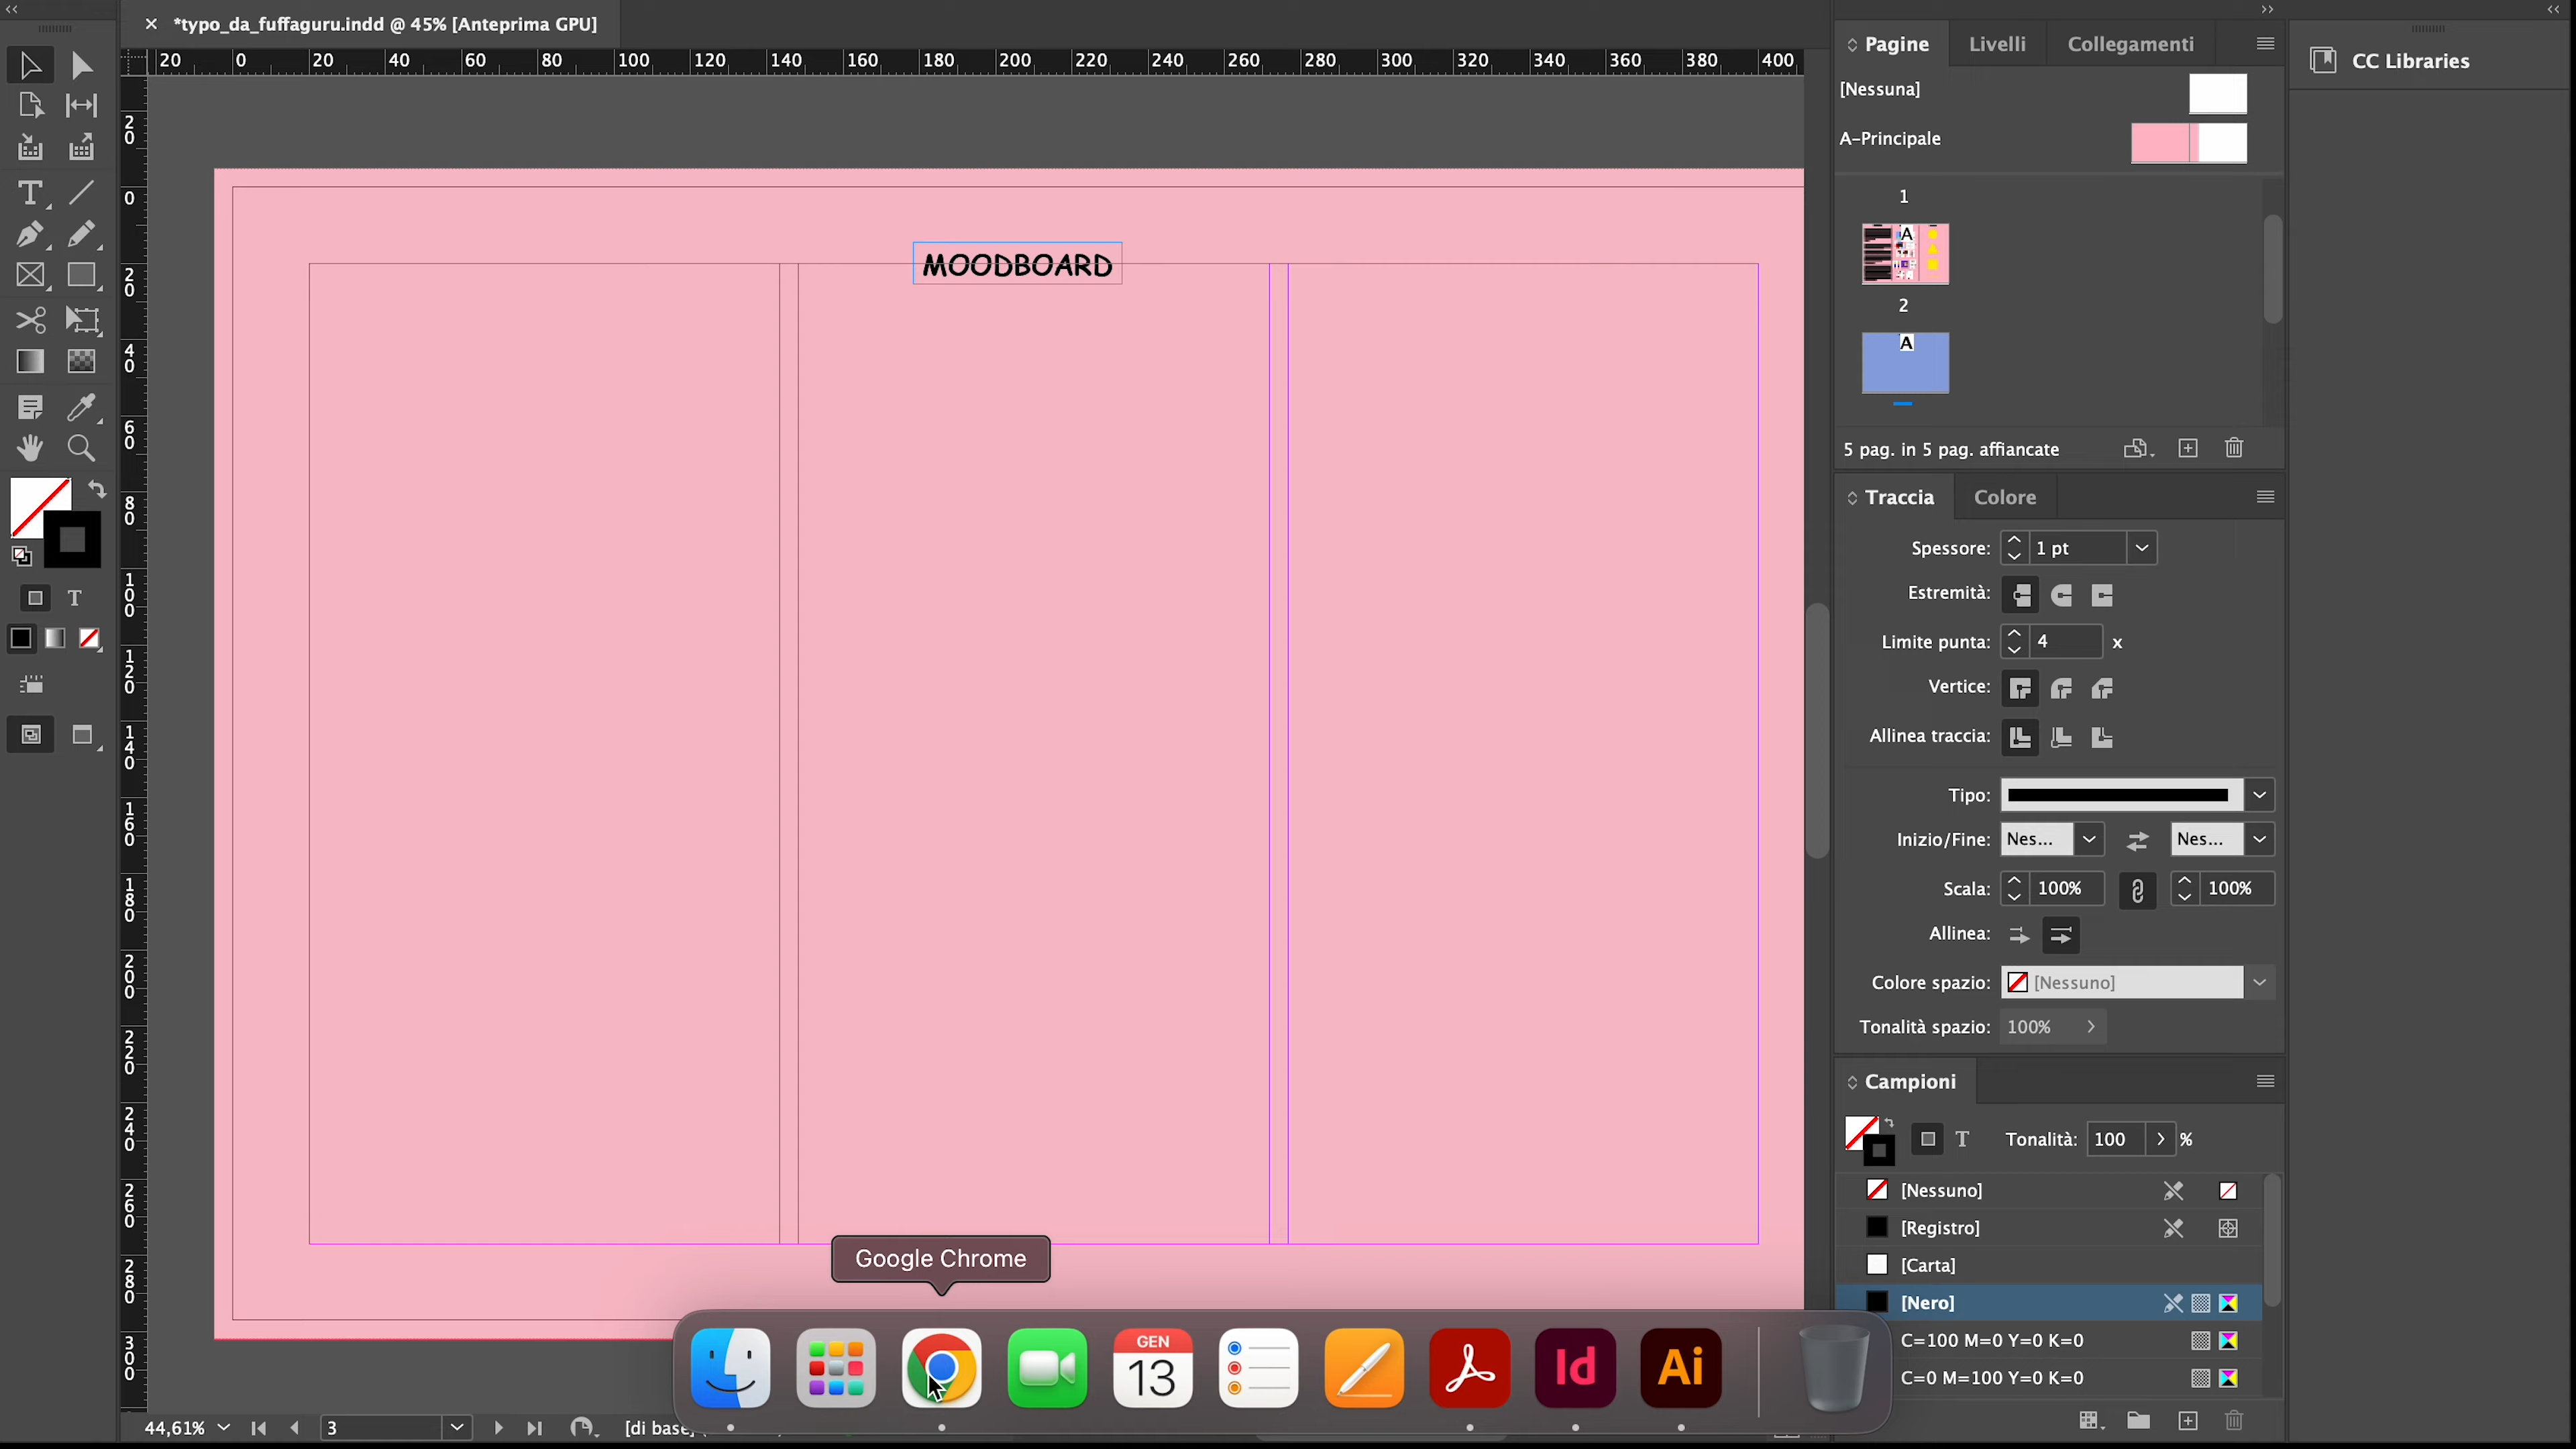 *typo_da_fuffaguru.indd @ 45% [Anteprima GPU]
20 0 20 40 60 80 100 120 140 160 180 200 220 240 260 280 300 320 340 360 380 400
20
0
20
40
60
80
100
120
140
160
180
200
220
240
260
280
300
MOODBOARD
Google Chrome
GEN
13
Id
Ai
44,61%
3
[di base]
T
Pagine Livelli Collegamenti
[Nessuna]
A-Principale
1
A
2
A
5 pag. in 5 pag. affiancate
Traccia Colore
Spessore: 1 pt
Estremità:
Limite punta: 4 x
Vertice:
Allinea traccia:
Tipo:
Inizio/Fine: Nes... Nes...
Scala: 100% 100%
Allinea:
Colore spazio: [Nessuno]
Tonalità spazio: 100%
Campioni
T Tonalità: 100 %
[Nessuno]
[Registro]
[Carta]
[Nero]
C=100 M=0 Y=0 K=0
C=0 M=100 Y=0 K=0
CC Libraries